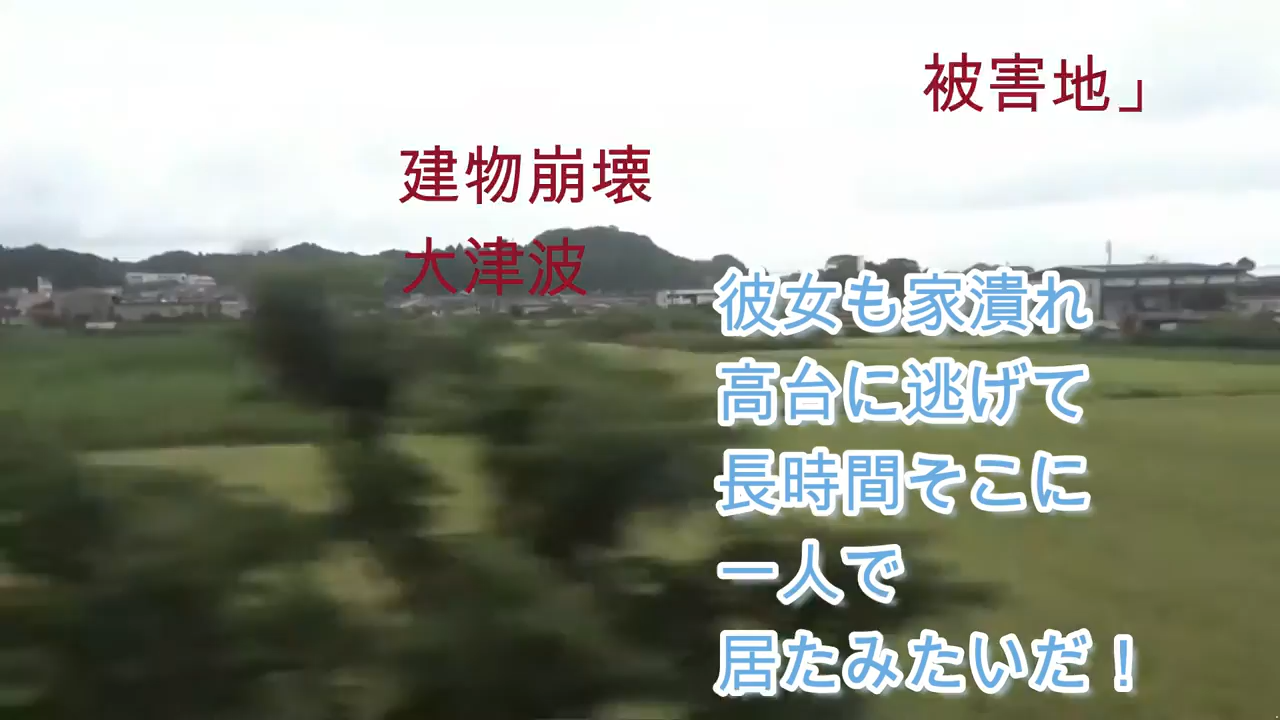 被害地」
建物崩壊
大津波
彼女も家潰れ
高台に逃げて
長時間そこに
一人で
居たみたいだ！